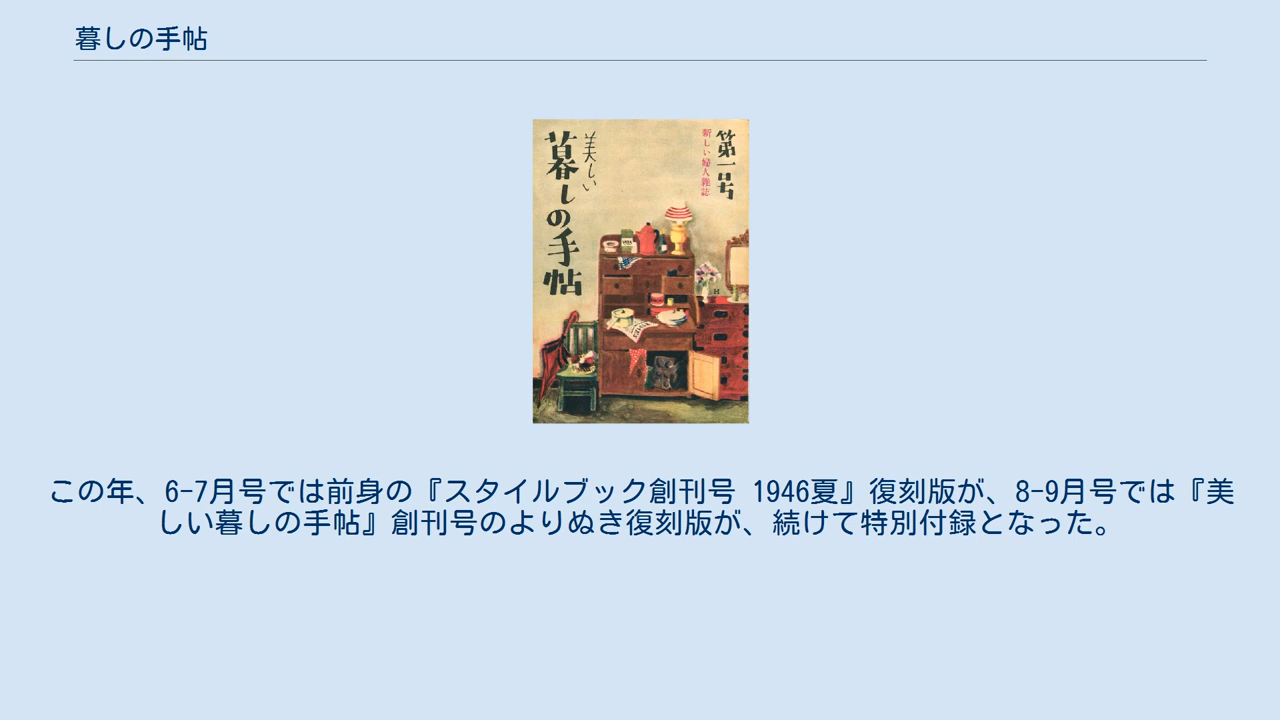 暮しの手帖
第一号
新しい婦人雑誌
美しい
暮しの手帖
この年、6-7月号では前身の『スタイルブック創刊号 1946夏』復刻版が、8-9月号では『美
しい暮しの手帖』創刊号のよりぬき復刻版が、続けて特別付録となった。